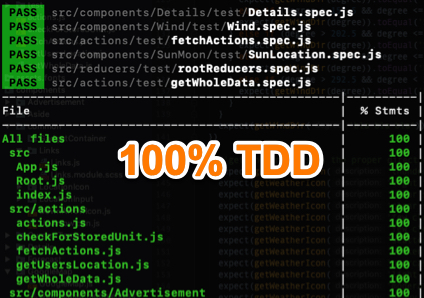 PASS src/components/Details/test/Details.spec.js
PASS src/components/Wind/test/Wind.spec.js
PASS src/actions/test/fetchActions.spec.js
PASS src/components/SunMoon/test/SunLocation.spec.js
PASS src/reducers/test/rootReducers.spec.js
PASS src/actions/test/getWholeData.spec.js
File | % Stmts
All files | 100
src | 100
App.js | 100
Root.js | 100
index.js | 100
src/actions | 100
actions.js | 100
checkForStoredUnit.js | 100
fetchActions.js | 100
getUsersLocation.js | 100
getWholeData.js | 100
src/components/Advertisement | 100
100% TDD